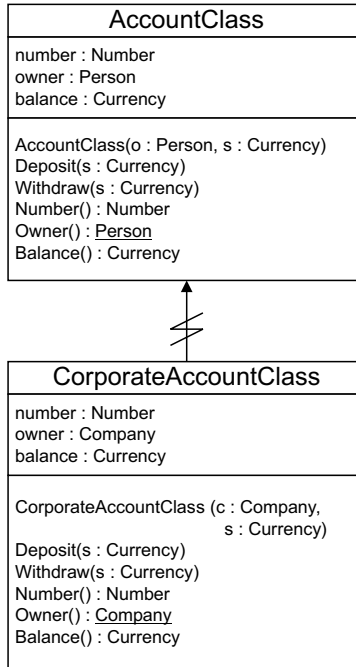 AccountClass
number : Number
owner : Person
balance : Currency
AccountClass(o : Person, s : Currency)
Deposit(s : Currency)
Withdraw(s : Currency)
Number() : Number
Owner() : Person
Balance() : Currency
CorporateAccountClass
number : Number
owner : Company
balance : Currency
CorporateAccountClass (c : Company,
s : Currency)
Deposit(s : Currency)
Withdraw(s : Currency)
Number() : Number
Owner() : Company
Balance() : Currency